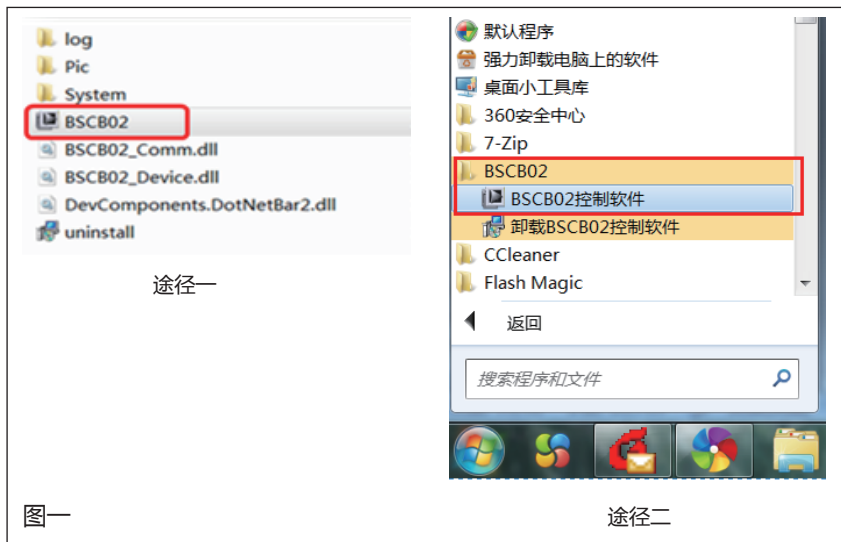 log
Pic
System
BSCB02
BSCB02_Comm.dll
BSCB02_Device.dll
DevComponents.DotNetBar2.dll
uninstall
途径一
默认程序
强力卸载电脑上的软件
桌面小工具库
360安全中心
7-Zip
BSCB02
BSCB02控制软件
卸载BSCB02控制软件
CCleaner
Flash Magic
返回
搜索程序和文件
途径二
图一